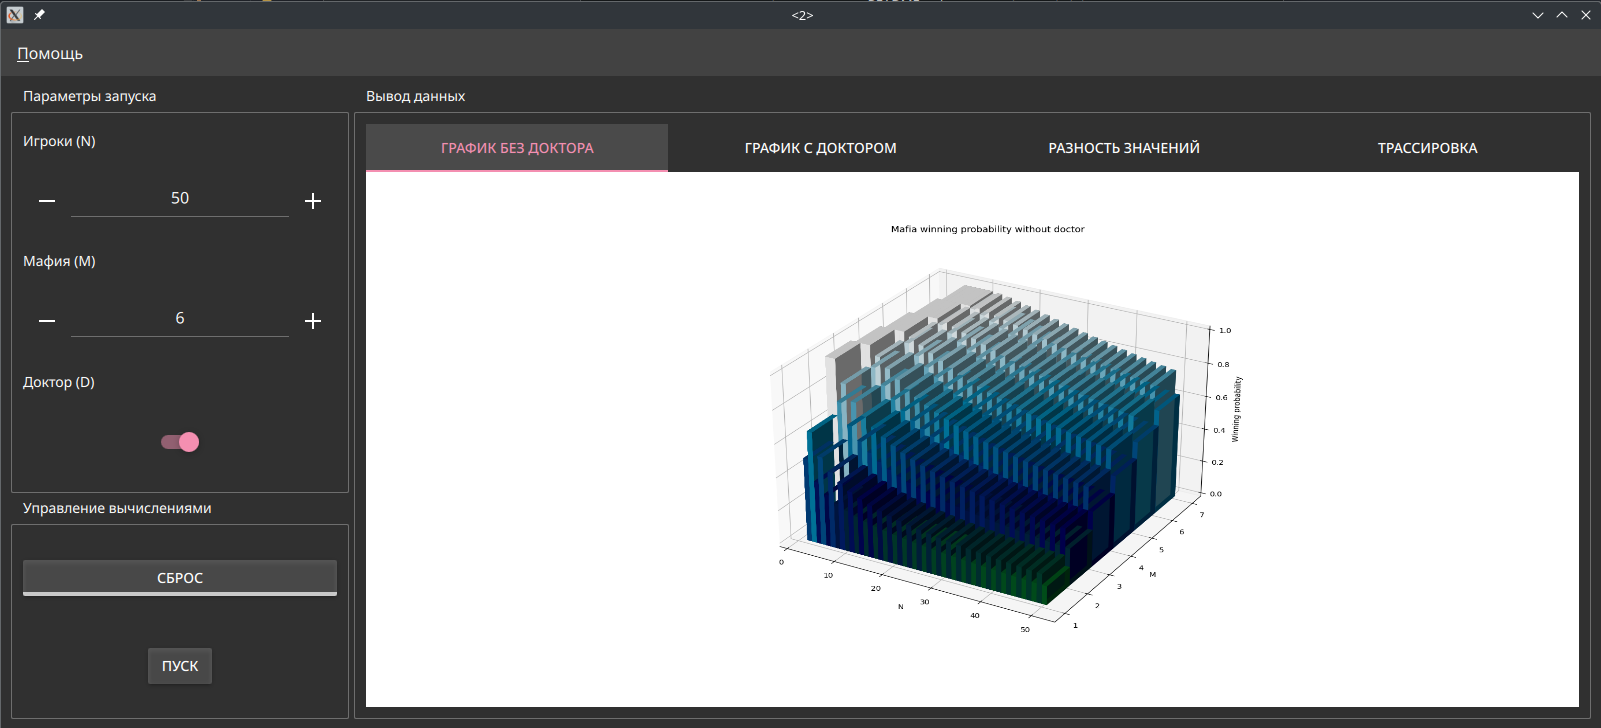 <2>
Помощь
Параметры запуска
Игроки (N)
50
Мафия (M)
6
Доктор (D)
Управление вычислениями
СБРОС
ПУСК
Вывод данных
ГРАФИК БЕЗ ДОКТОРА
ГРАФИК С ДОКТОРОМ
РАЗНОСТЬ ЗНАЧЕНИЙ
ТРАССИРОВКА
Mafia winning probability without doctor
1.0
0.8
0.6
0.4
0.2
0.0
Winning probability
7
6
5
4
3
2
1
M
0
10
20
30
40
50
N